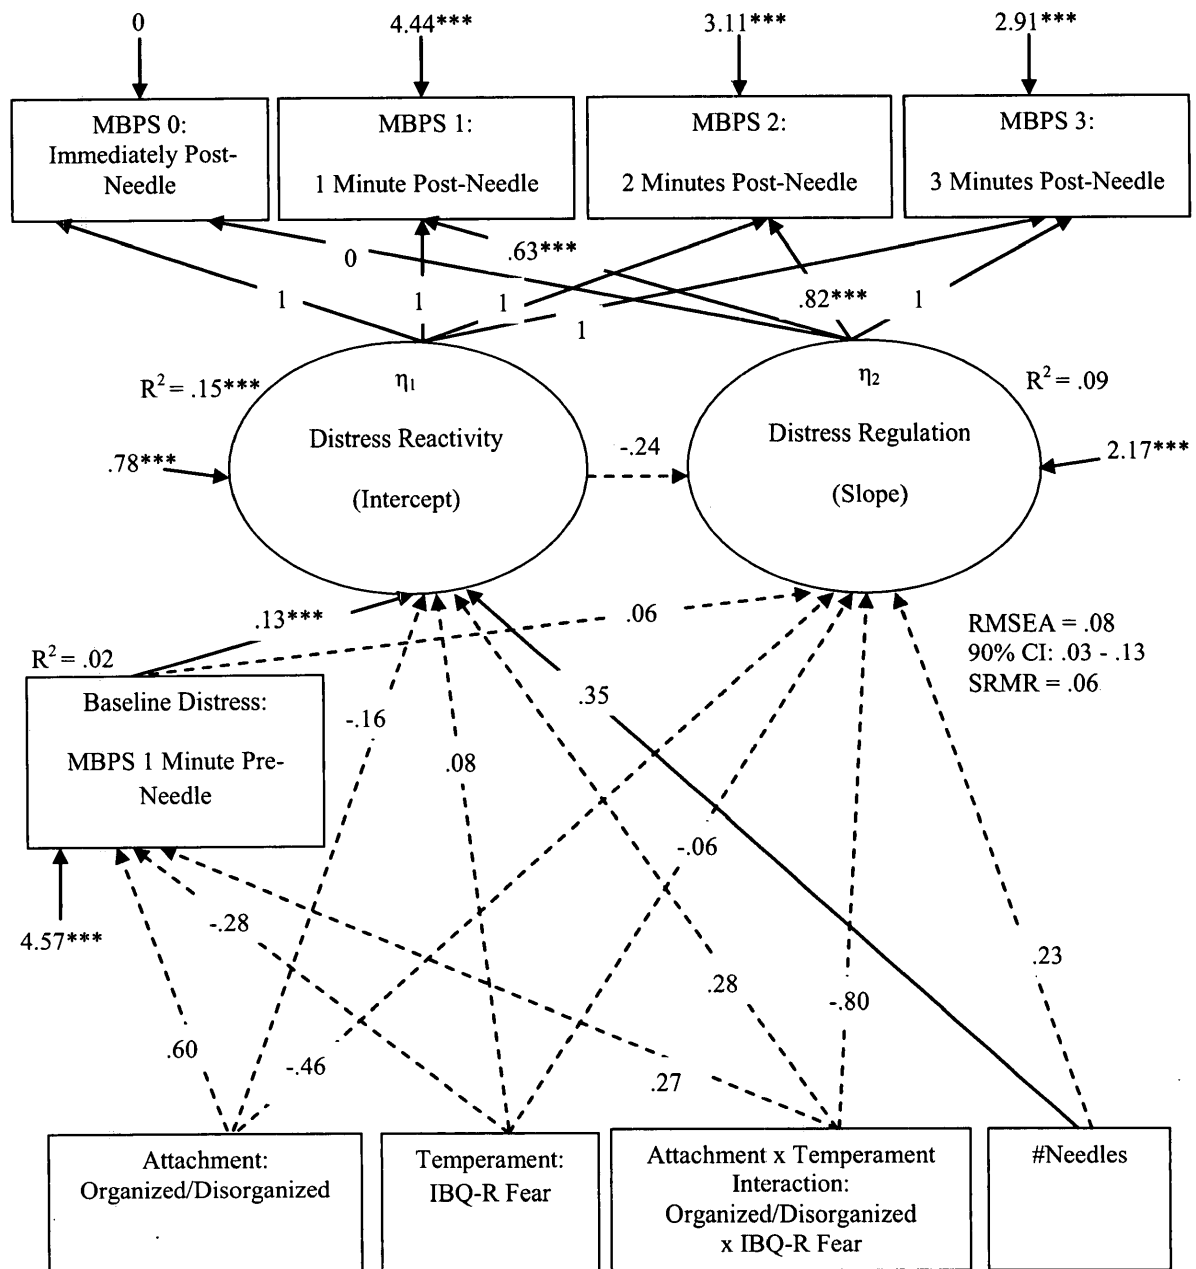 0
4.44***
3.11***
2.91***
MBPS 0:
Immediately Post-
Needle
MBPS 1:
1 Minute Post-Needle
MBPS 2:
2 Minutes Post-Needle
MBPS 3:
3 Minutes Post-Needle
.63***
0
1
1
1
1
.82***
1
R² = .15***
η₁
Distress Reactivity
(Intercept)
.78***
-.24
η₂
Distress Regulation
(Slope)
R² = .09
2.17***
.13***
.06
RMSEA = .08
90% CI: .03 - .13
SRMR = .06
R² = .02
Baseline Distress:
MBPS 1 Minute Pre-
Needle
-.16
.08
.35
-.06
4.57***
-.28
.60
-.46
.27
.28
-.80
.23
Attachment:
Organized/Disorganized
Temperament:
IBQ-R Fear
Attachment x Temperament
Interaction:
Organized/Disorganized
x IBQ-R Fear
#Needles